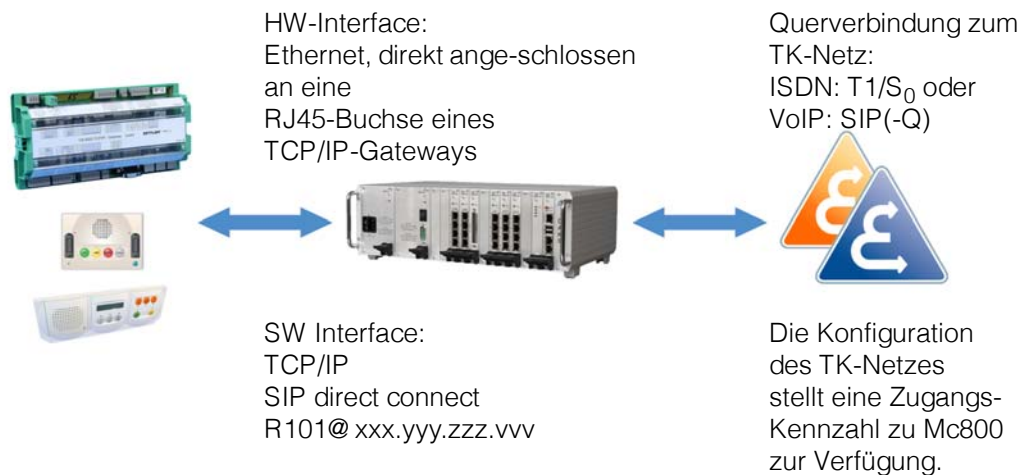 HW-Interface:
Ethernet, direkt ange-schlossen
an eine
RJ45-Buchse eines
TCP/IP-Gateways
Querverbindung zum
TK-Netz:
ISDN: T1/S₀ oder
VoIP: SIP(-Q)
SW Interface:
TCP/IP
SIP direct connect
R101@ xxx.yyy.zzz.vvv
Die Konfiguration
des TK-Netzes
stellt eine Zugangs-
Kennzahl zu Mc800
zur Verfügung.